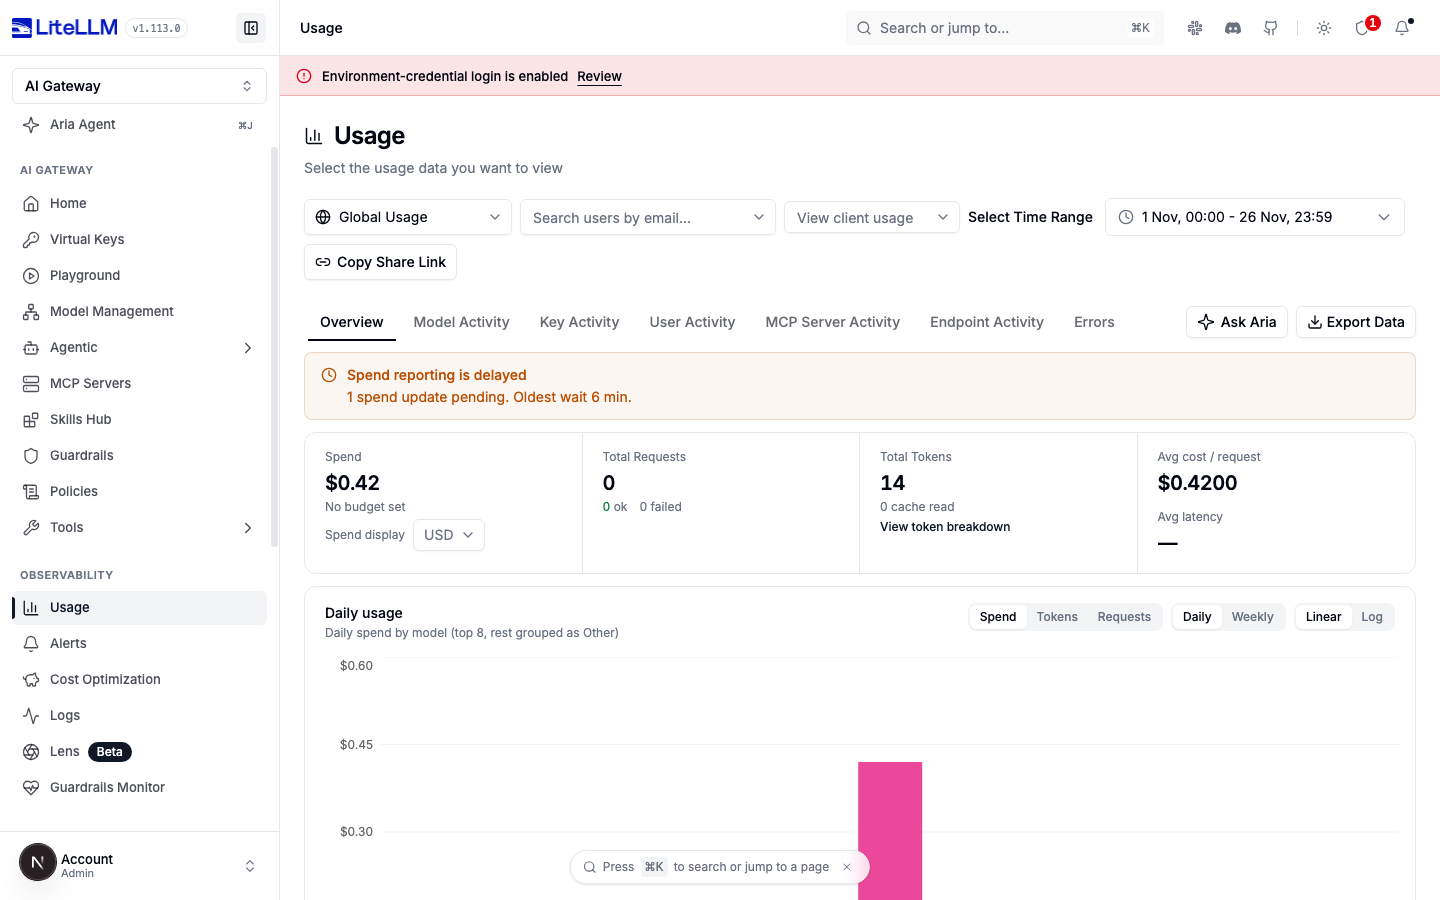 LiteLLM
v1.113.0
Usage
Search or jump to...
⌘K
1
AI Gateway
Environment-credential login is enabled Review
Aria Agent
⌘J
AI GATEWAY
Home
Virtual Keys
Playground
Model Management
Agentic
MCP Servers
Skills Hub
Guardrails
Policies
Tools
OBSERVABILITY
Usage
Alerts
Cost Optimization
Logs
Lens Beta
Guardrails Monitor
N
Account
Admin
Usage
Select the usage data you want to view
Global Usage
Search users by email...
View client usage
Select Time Range
1 Nov, 00:00 - 26 Nov, 23:59
Copy Share Link
Overview
Model Activity
Key Activity
User Activity
MCP Server Activity
Endpoint Activity
Errors
Ask Aria
Export Data
Spend reporting is delayed
1 spend update pending. Oldest wait 6 min.
Spend
$0.42
No budget set
Spend display USD
Total Requests
0
0 ok 0 failed
Total Tokens
14
0 cache read
View token breakdown
Avg cost / request
$0.4200
Avg latency
—
Daily usage
Daily spend by model (top 8, rest grouped as Other)
Spend Tokens Requests
Daily Weekly
Linear Log
$0.60
$0.45
$0.30
Press ⌘K to search or jump to a page ×